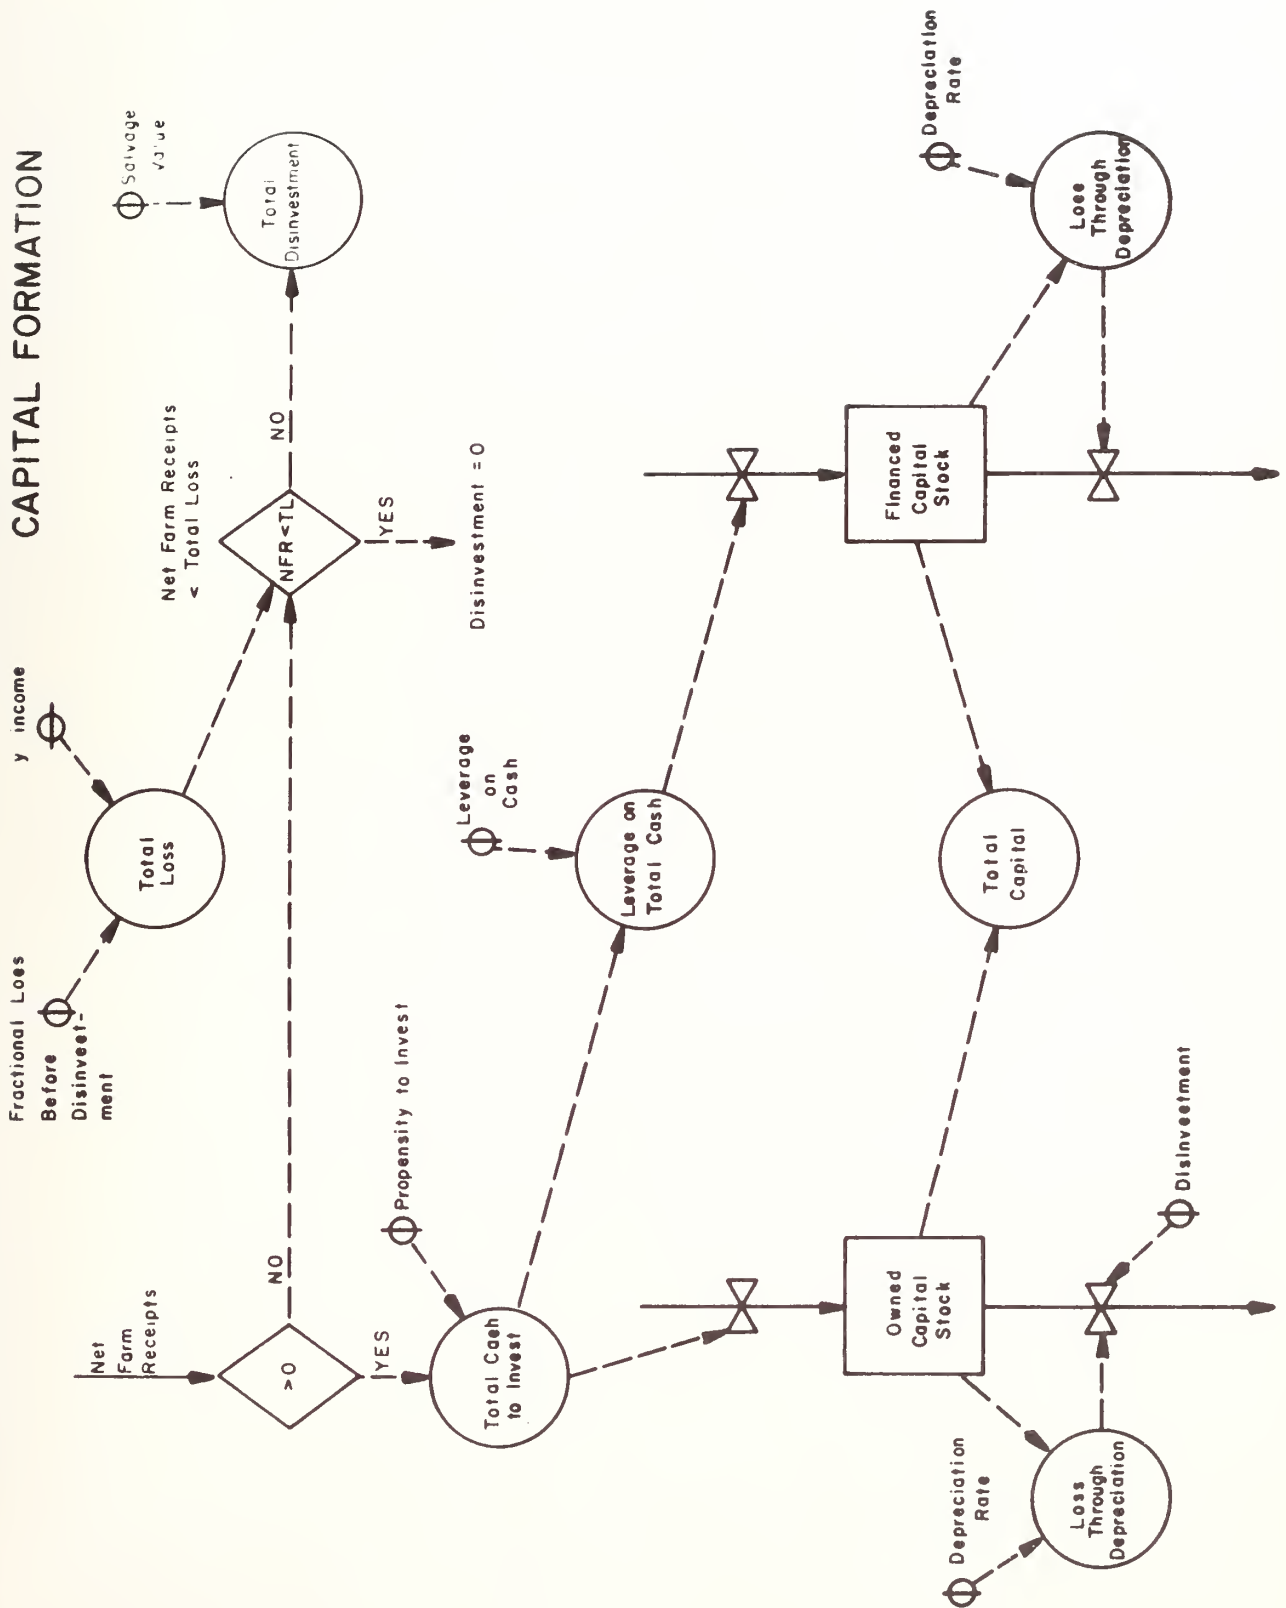 CAPITAL FORMATION
Net
Farm
Receipts
>0
NO
YES
Fractional Loss
Before
Disinvest-
ment
y income
Total
Loss
Net Farm Receipts
< Total Loss
NFR<TL
NO
YES
Disinvestment = 0
Salvage
Value
Total
Disinvestment
Propensity to Invest
Total Cash
to Invest
Leverage
on
Cash
Leverage on
Total Cash
Owned
Capital
Stock
Financed
Capital
Stock
Total
Capital
Depreciation
Rate
Loss
Through
Depreciation
Disinvestment
Depreciation
Rate
Loss
Through
Depreciation